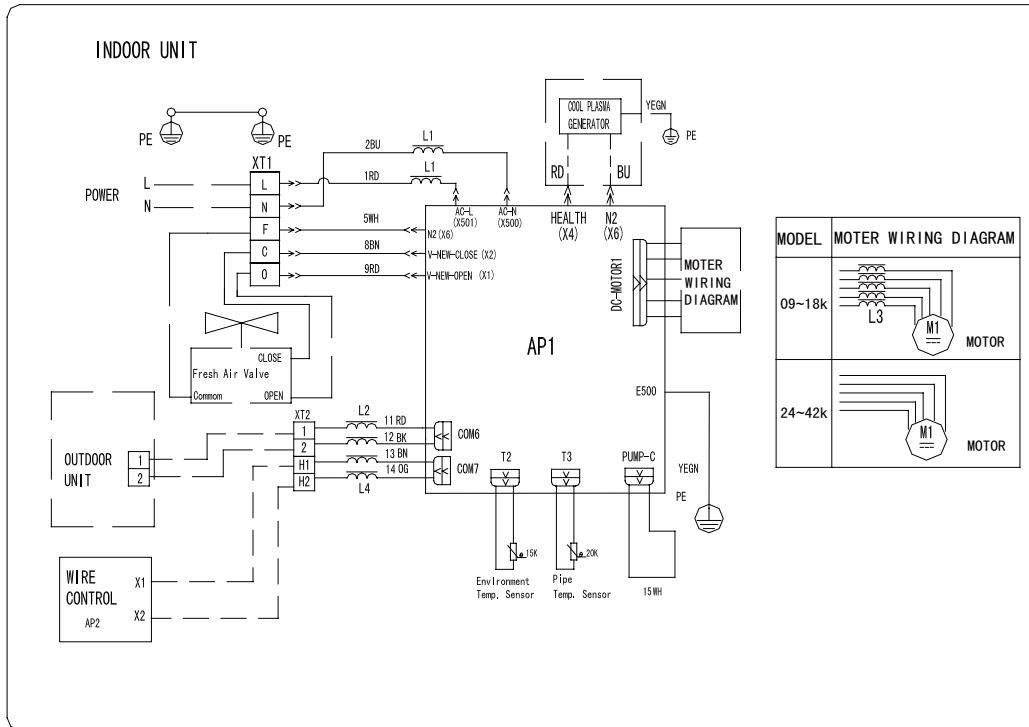 INDOOR UNIT
PE
PE
POWER
L
N
XT1
L
N
F
C
O
2BU
L1
1RD
L1
5WH
8BN
9RD
AC-L
(X501)
AC-N
(X500)
HEALTH
(X4)
N2
(X6)
N2 (X6)
V-NEW-CLOSE (X2)
V-NEW-OPEN (X1)
COOL PLASMA
GENERATOR
YEGN
PE
RD
BU
DC-MOTOR1
MOTER
WIRING
DIAGRAM
AP1
CLOSE
Fresh Air Valve
Commom
OPEN
OUTDOOR
UNIT
1
2
XT2
1
2
H1
H2
L2
11 RD
12 BK
13 BN
14 OG
L4
COM6
COM7
WIRE
CONTROL
AP2
X1
X2
T2
T3
PUMP-C
15K
20K
Environment
Temp. Sensor
Pipe
Temp. Sensor
15WH
E500
YEGN
PE
MODEL
MOTER WIRING DIAGRAM
09~18k
L3
M1
MOTOR
24~42k
M1
MOTOR